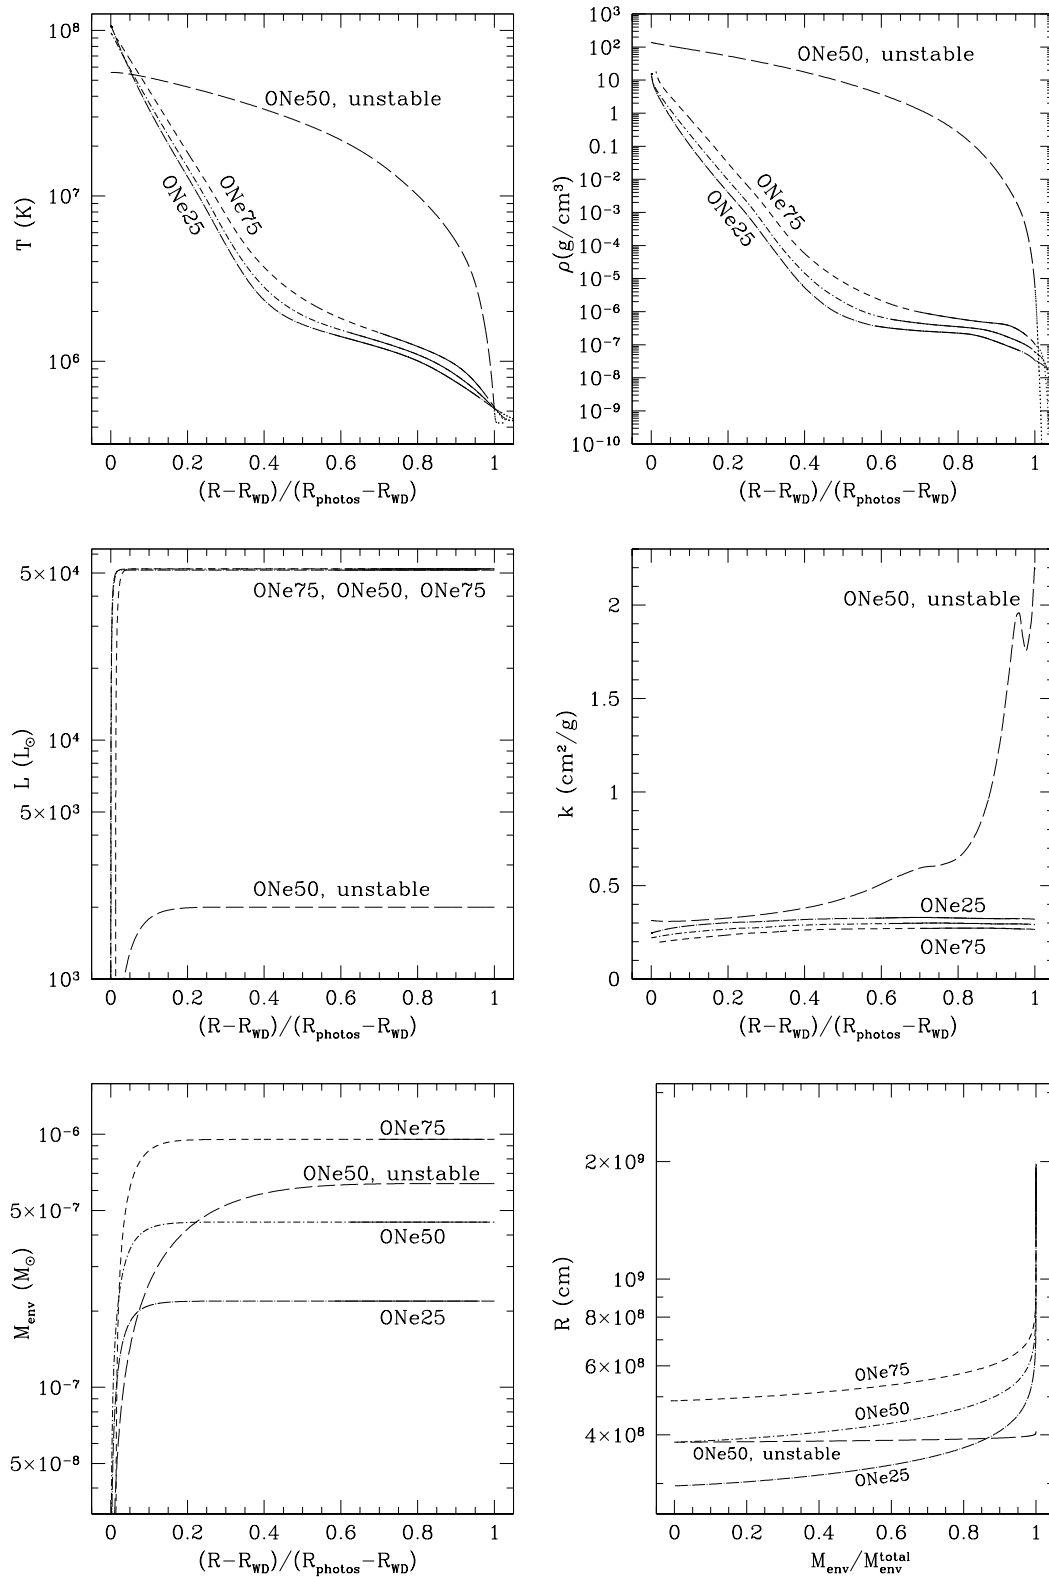 10⁸
10⁷
10⁶
T (K)
ONe50, unstable
ONe75
ONe25
0 0.2 0.4 0.6 0.8 1
(R−R_WD)/(R_photos−R_WD)
10³
10²
10
1
0.1
10⁻²
10⁻³
10⁻⁴
10⁻⁵
10⁻⁶
10⁻⁷
10⁻⁸
10⁻⁹
10⁻¹⁰
ρ(g/cm³)
ONe50, unstable
ONe75
ONe25
0 0.2 0.4 0.6 0.8 1
(R−R_WD)/(R_photos−R_WD)
5×10⁴
10⁴
5×10³
10³
L (L⊙)
ONe75, ONe50, ONe75
ONe50, unstable
0 0.2 0.4 0.6 0.8 1
(R−R_WD)/(R_photos−R_WD)
2
1.5
1
0.5
0
k (cm²/g)
ONe50, unstable
ONe25
ONe75
0 0.2 0.4 0.6 0.8 1
(R−R_WD)/(R_photos−R_WD)
10⁻⁶
5×10⁻⁷
10⁻⁷
5×10⁻⁸
M_env (M⊙)
ONe75
ONe50, unstable
ONe50
ONe25
0 0.2 0.4 0.6 0.8 1
(R−R_WD)/(R_photos−R_WD)
2×10⁹
10⁹
8×10⁸
6×10⁸
4×10⁸
R (cm)
ONe75
ONe50
ONe50, unstable
ONe25
0 0.2 0.4 0.6 0.8 1
M_env/M_env^total